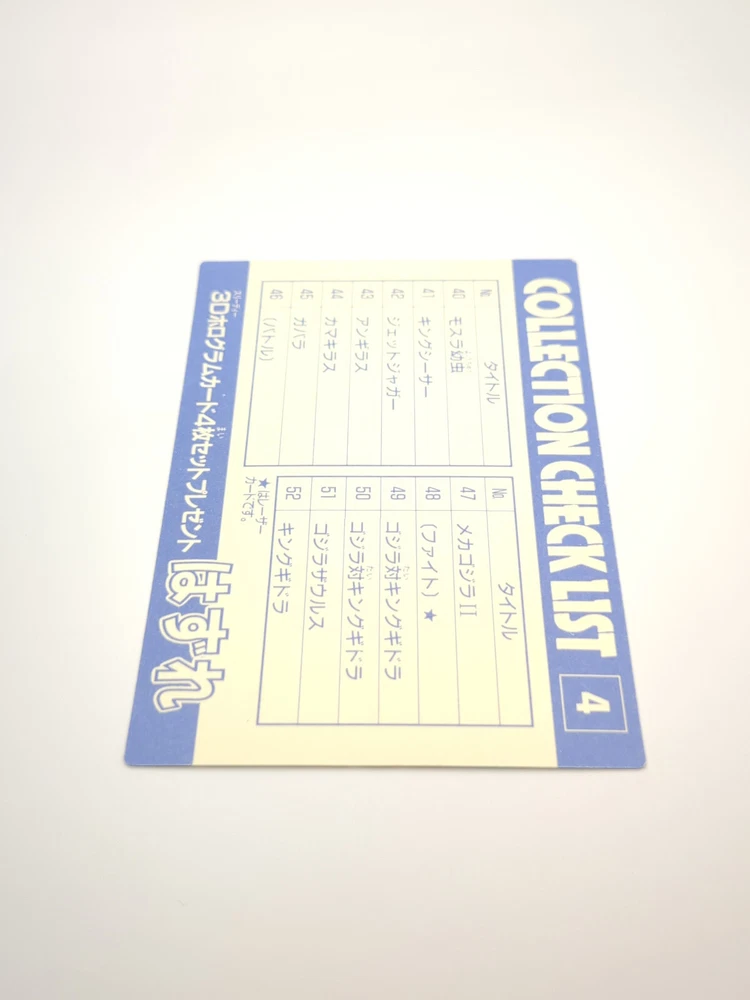 COLLECTION CHECK LIST 4
No. タイトル
40 モスラ幼虫
41 キングシーサー
42 ジェットジャガー
43 アンギラス
44 カマキラス
45 ガバラ
46 (バトル)
No. タイトル
47 メカゴジラII
48 (ファイト)★
49 ゴジラ対キングギドラ
50 ゴジラ対キングギドラ
51 ゴジラザウルス
52 キングギドラ
★はレーザー
カードです。
3Dホログラムカード4枚セットプレゼント はずれ